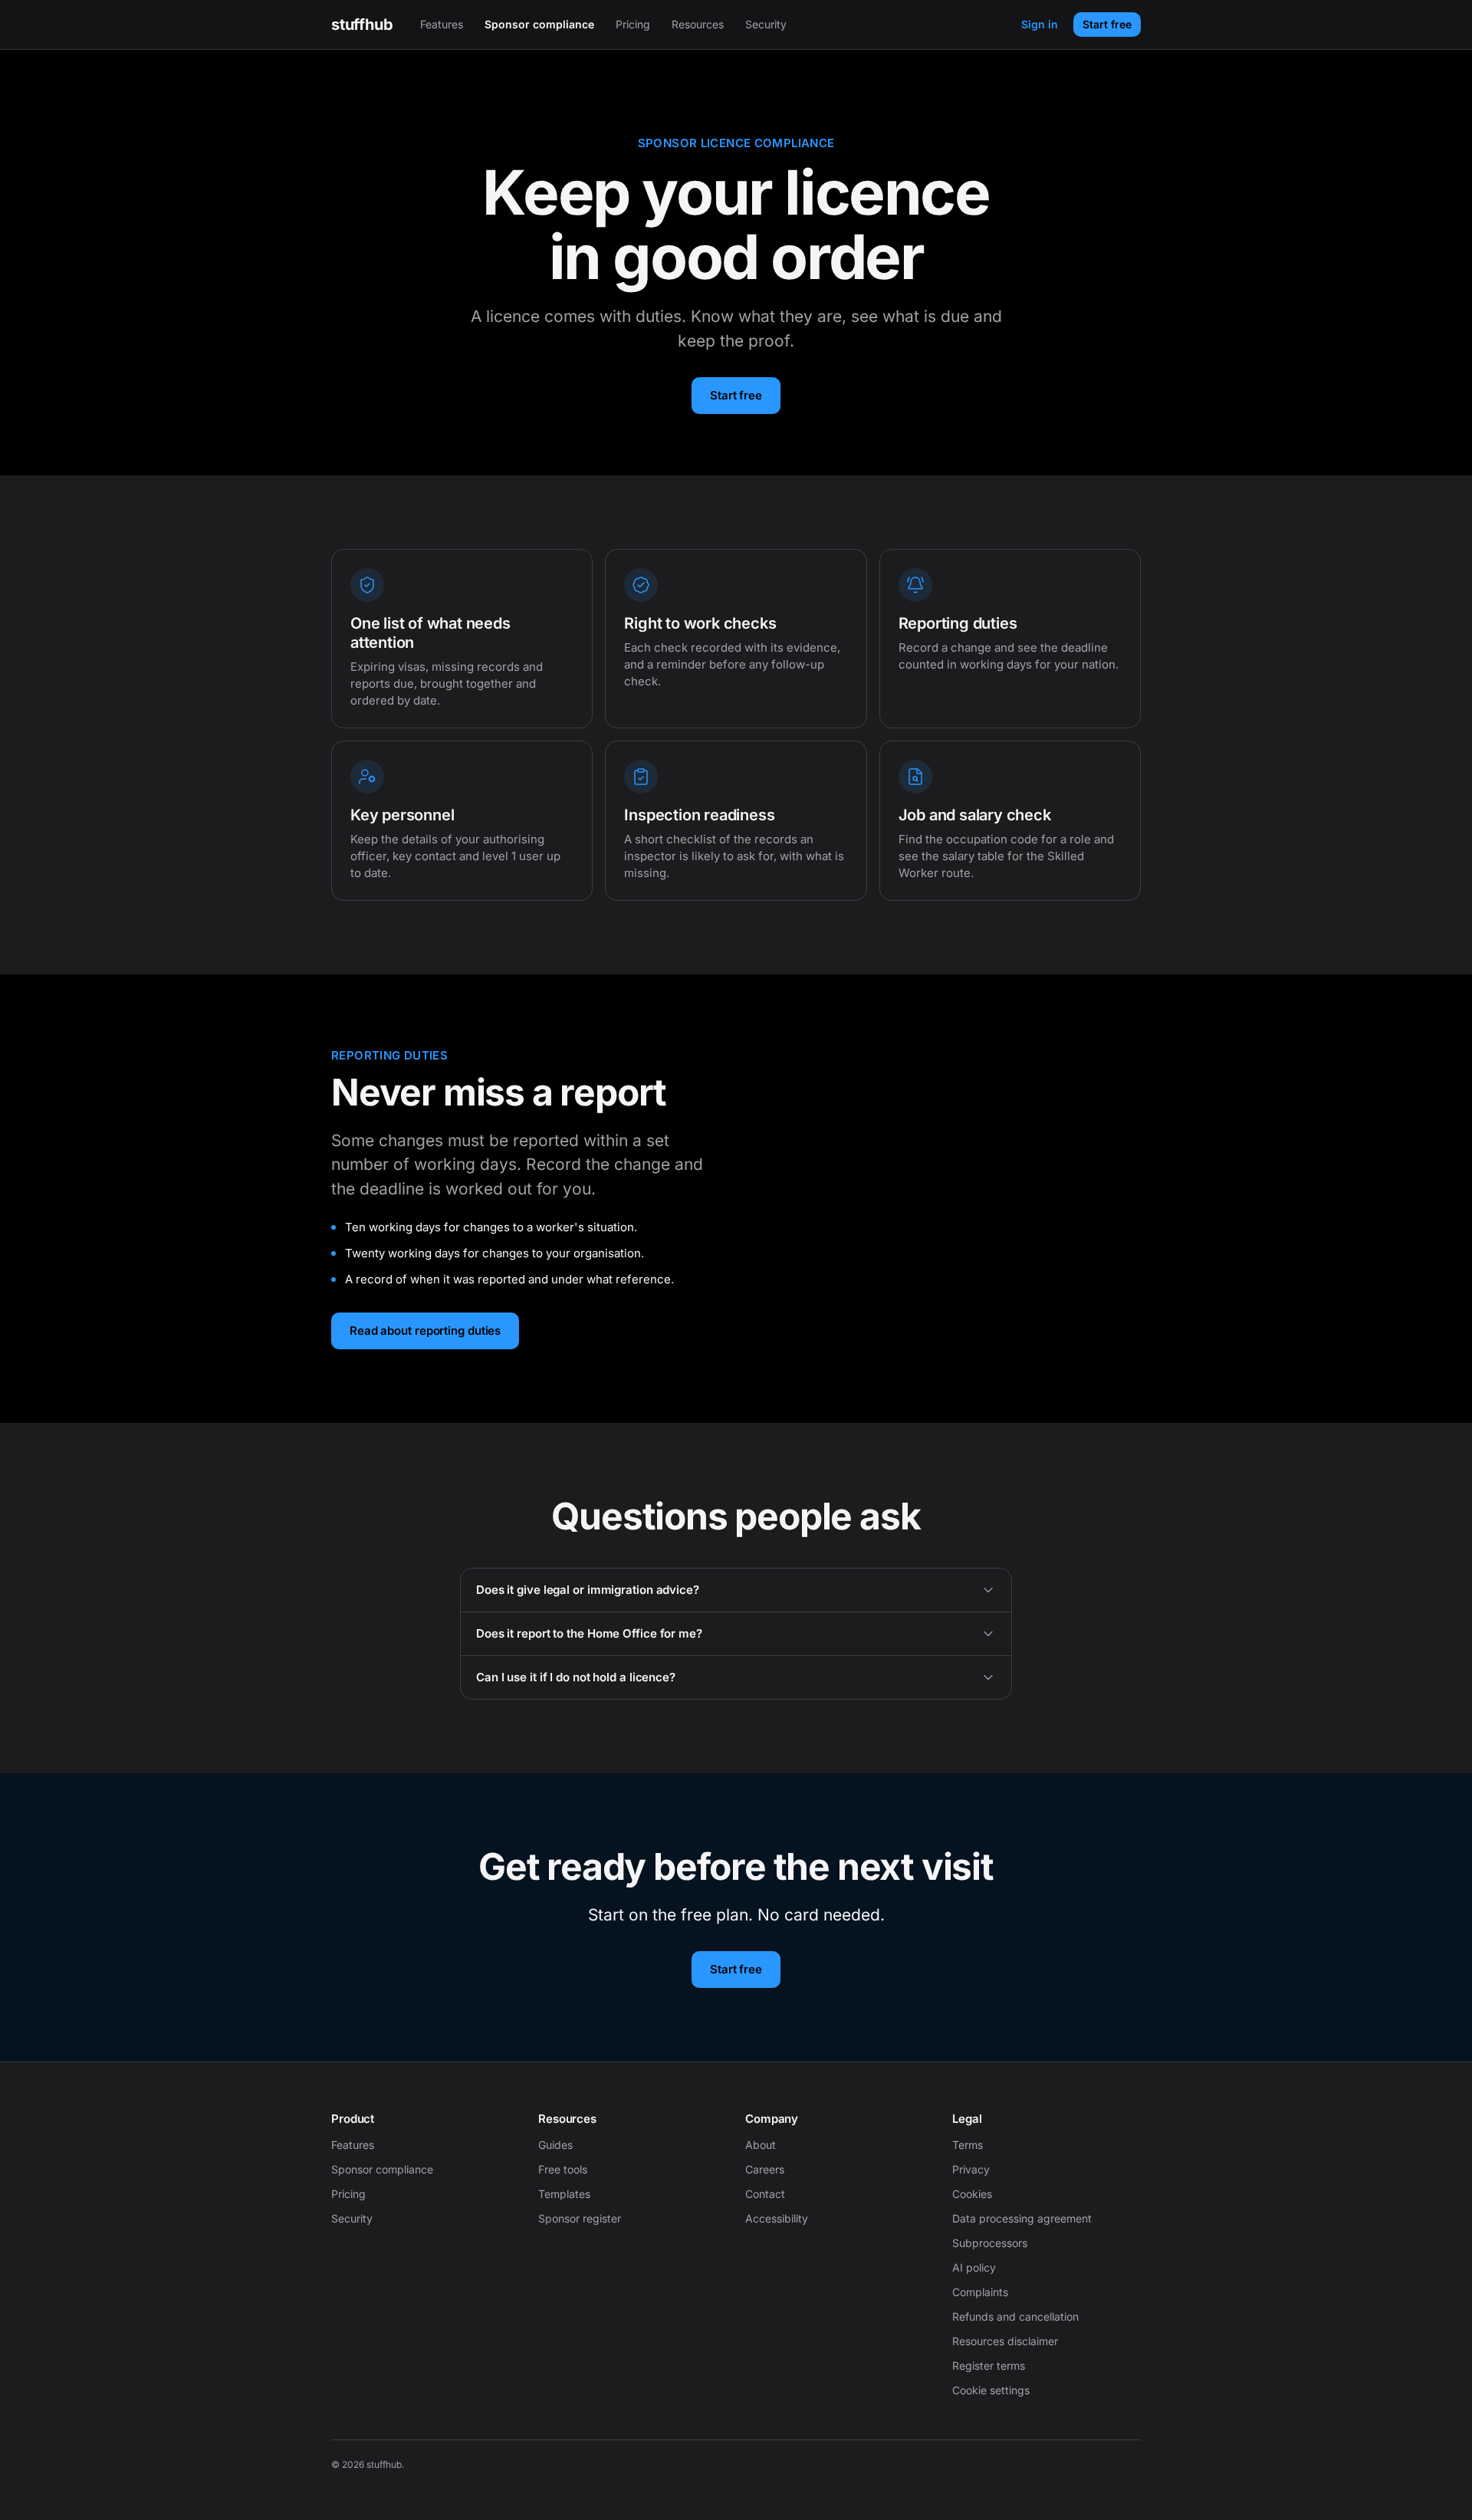 stuffhub Features Sponsor compliance Pricing Resources Security Sign in Start free
SPONSOR LICENCE COMPLIANCE
Keep your licence
in good order
A licence comes with duties. Know what they are, see what is due and
keep the proof.
Start free
One list of what needs
attention
Expiring visas, missing records and
reports due, brought together and
ordered by date.
Right to work checks
Each check recorded with its evidence,
and a reminder before any follow-up
check.
Reporting duties
Record a change and see the deadline
counted in working days for your nation.
Key personnel
Keep the details of your authorising
officer, key contact and level 1 user up
to date.
Inspection readiness
A short checklist of the records an
inspector is likely to ask for, with what is
missing.
Job and salary check
Find the occupation code for a role and
see the salary table for the Skilled
Worker route.
REPORTING DUTIES
Never miss a report
Some changes must be reported within a set
number of working days. Record the change and
the deadline is worked out for you.
Ten working days for changes to a worker's situation.
Twenty working days for changes to your organisation.
A record of when it was reported and under what reference.
Read about reporting duties
Questions people ask
Does it give legal or immigration advice?
Does it report to the Home Office for me?
Can I use it if I do not hold a licence?
Get ready before the next visit
Start on the free plan. No card needed.
Start free
Product
Features
Sponsor compliance
Pricing
Security
Resources
Guides
Free tools
Templates
Sponsor register
Company
About
Careers
Contact
Accessibility
Legal
Terms
Privacy
Cookies
Data processing agreement
Subprocessors
AI policy
Complaints
Refunds and cancellation
Resources disclaimer
Register terms
Cookie settings
© 2026 stuffhub.